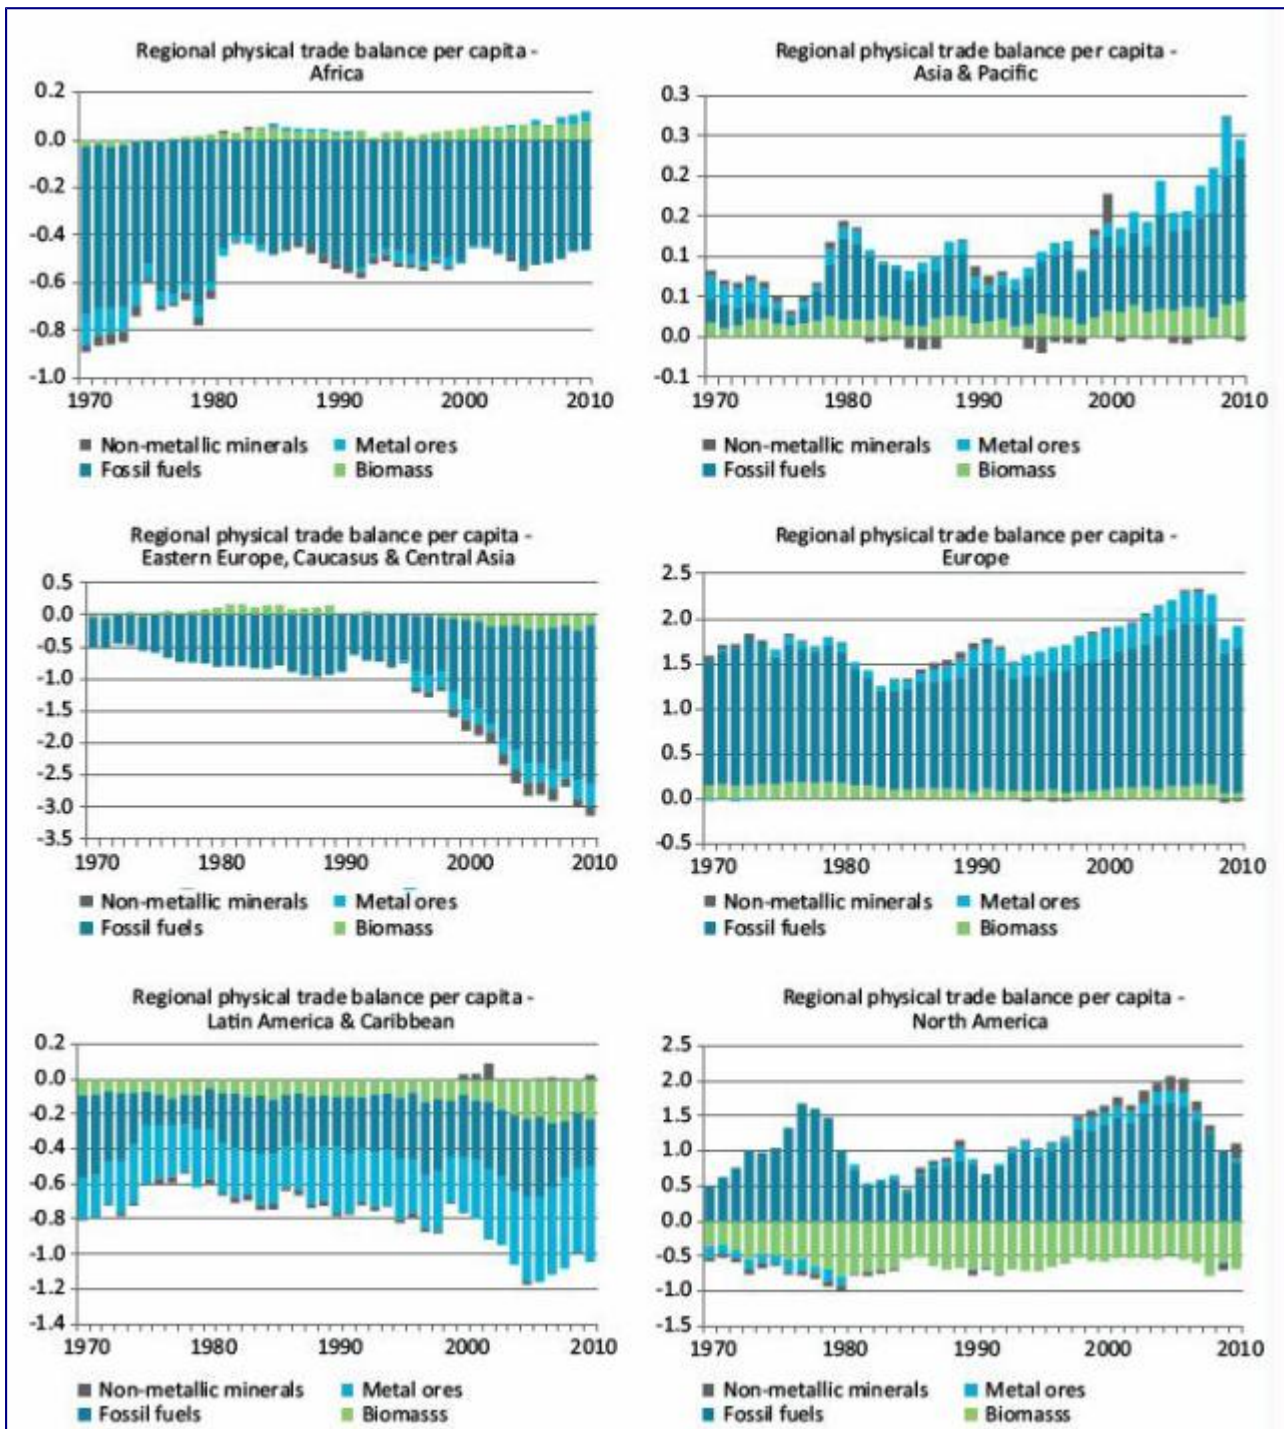 Regional physical trade balance per capita -
Africa
0.2
0.0
-0.2
-0.4
-0.6
-0.8
-1.0
1970 1980 1990 2000 2010
Non-metallic minerals Metal ores
Fossil fuels Biomass
Regional physical trade balance per capita -
Asia & Pacific
0.3
0.3
0.2
0.2
0.1
0.1
0.0
-0.1
1970 1980 1990 2000 2010
Non-metallic minerals Metal ores
Fossil fuels Biomass
Regional physical trade balance per capita -
Eastern Europe, Caucasus & Central Asia
0.5
0.0
-0.5
-1.0
-1.5
-2.0
-2.5
-3.0
-3.5
1970 1980 1990 2000 2010
Non-metallic minerals Metal ores
Fossil fuels Biomass
Regional physical trade balance per capita -
Europe
2.5
2.0
1.5
1.0
0.5
0.0
-0.5
1970 1980 1990 2000 2010
Non-metallic minerals Metal ores
Fossil fuels Biomass
Regional physical trade balance per capita -
Latin America & Caribbean
0.2
0.0
-0.2
-0.4
-0.6
-0.8
-1.0
-1.2
-1.4
1970 1980 1990 2000 2010
Non-metallic minerals Metal ores
Fossil fuels Biomasss
Regional physical trade balance per capita -
North America
2.5
2.0
1.5
1.0
0.5
0.0
-0.5
-1.0
-1.5
1970 1980 1990 2000 2010
Non-metallic minerals Metal ores
Fossil fuels Biomasss